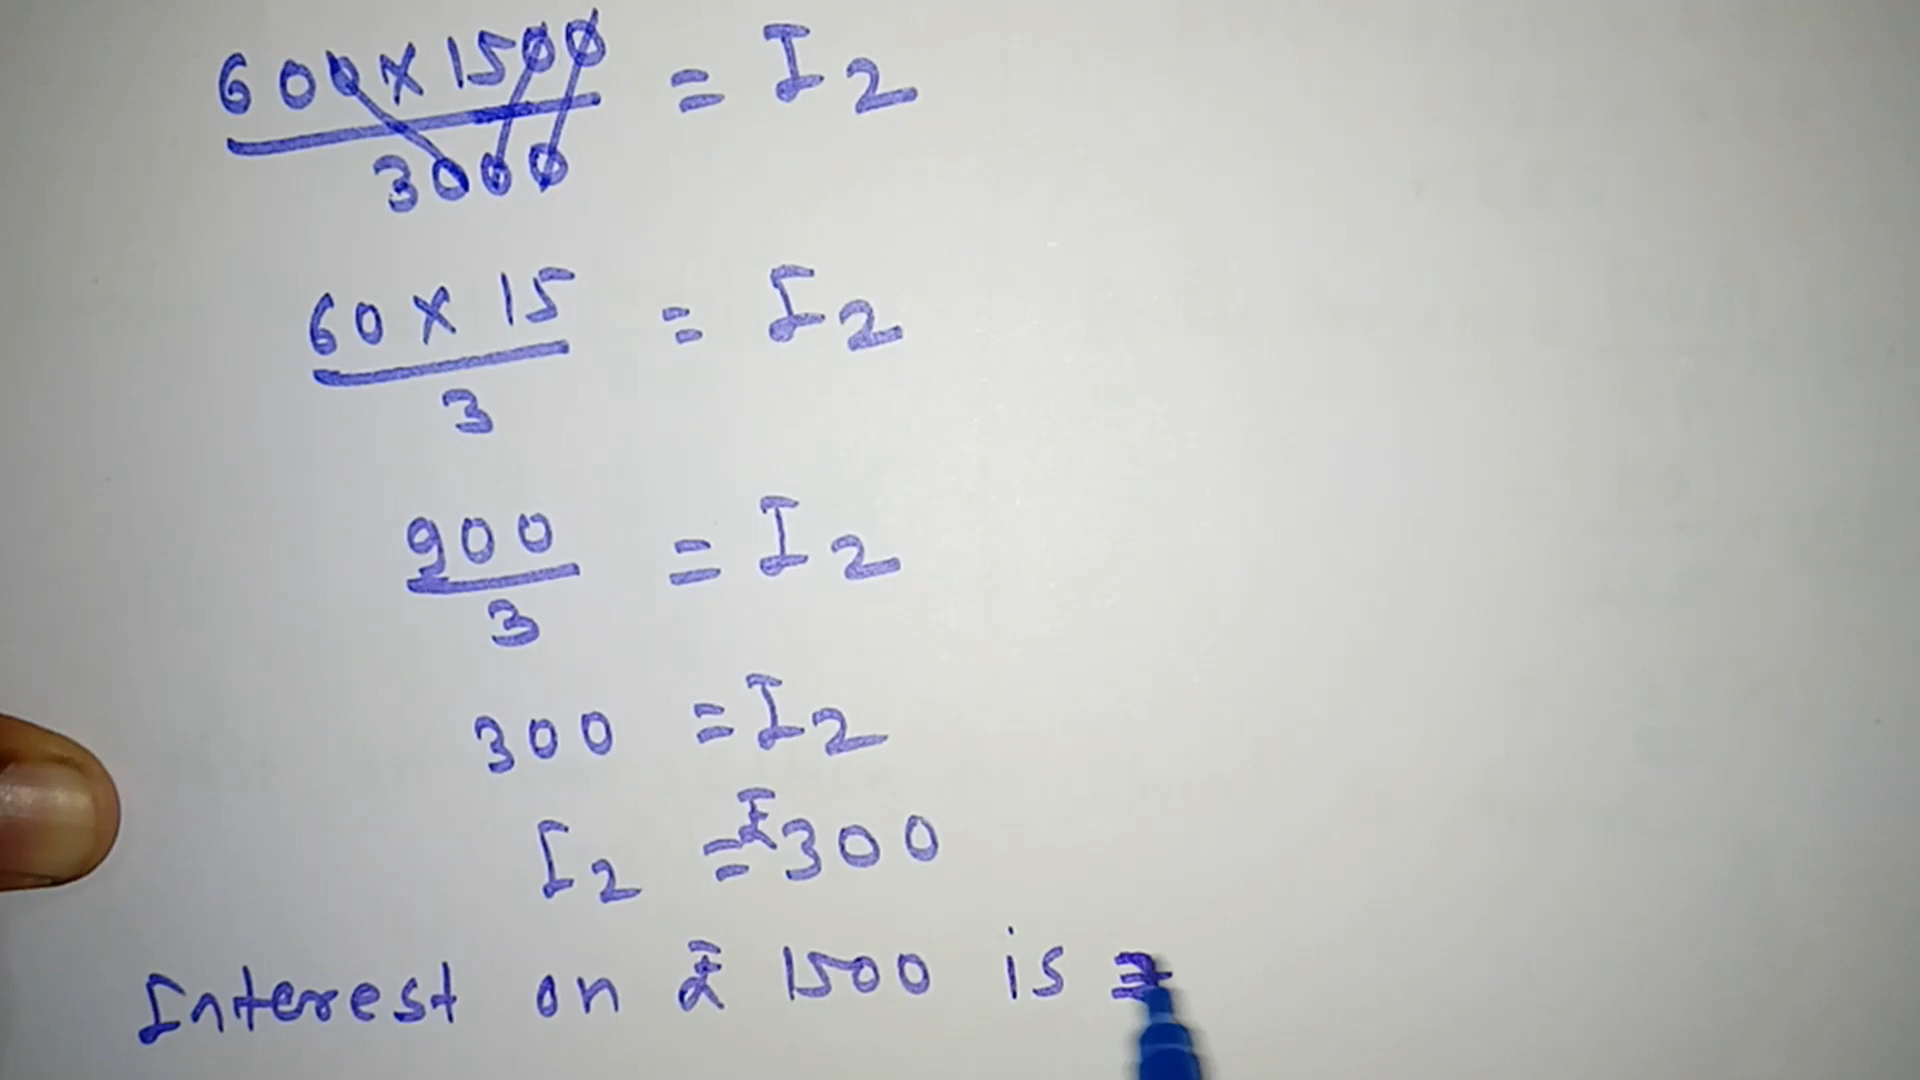 600 × 1500 / 3000 = I2
60 × 15 / 3 = I2
900 / 3 = I2
300 = I2
I2 = ₹300
Interest on ₹ 1500 is